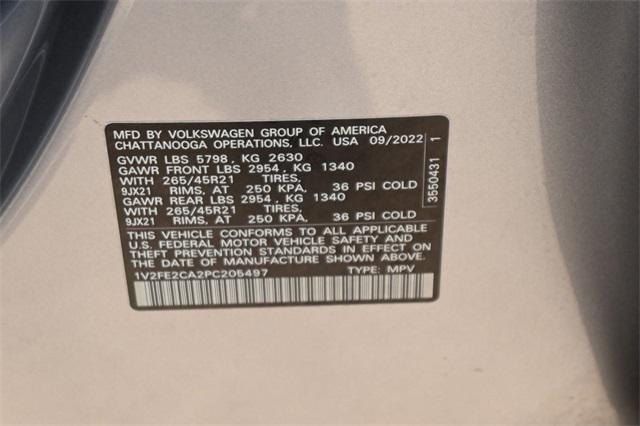 MFD BY VOLKSWAGEN GROUP OF AMERICA
CHATTANOOGA OPERATIONS, LLC. USA 09/2022
GVWR LBS 5798, KG 2630
GAWR FRONT LBS 2954, KG 1340
WITH 265/45R21 TIRES,
9JX21 RIMS, AT 250 KPA, 36 PSI COLD
GAWR REAR LBS 2954, KG 1340
WITH 265/45R21 TIRES,
9JX21 RIMS, AT 250 KPA, 36 PSI COLD
THIS VEHICLE CONFORMS TO ALL APPLICABLE
U.S. FEDERAL MOTOR VEHICLE SAFETY AND
THEFT PREVENTION STANDARDS IN EFFECT
ON THE DATE OF MANUFACTURE SHOWN ABOVE.
1V2FE2CA2PC205497 TYPE: MPV
3550431 1